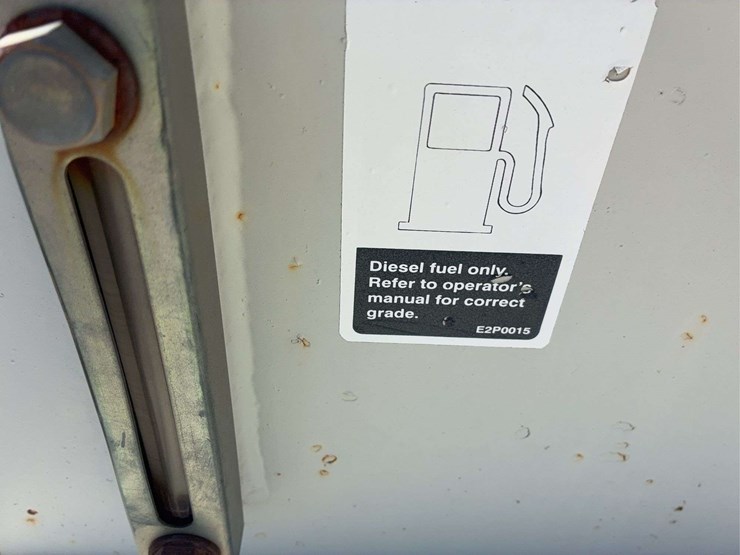 Diesel fuel only.
Refer to operator's
manual for correct
grade.
E2P0015